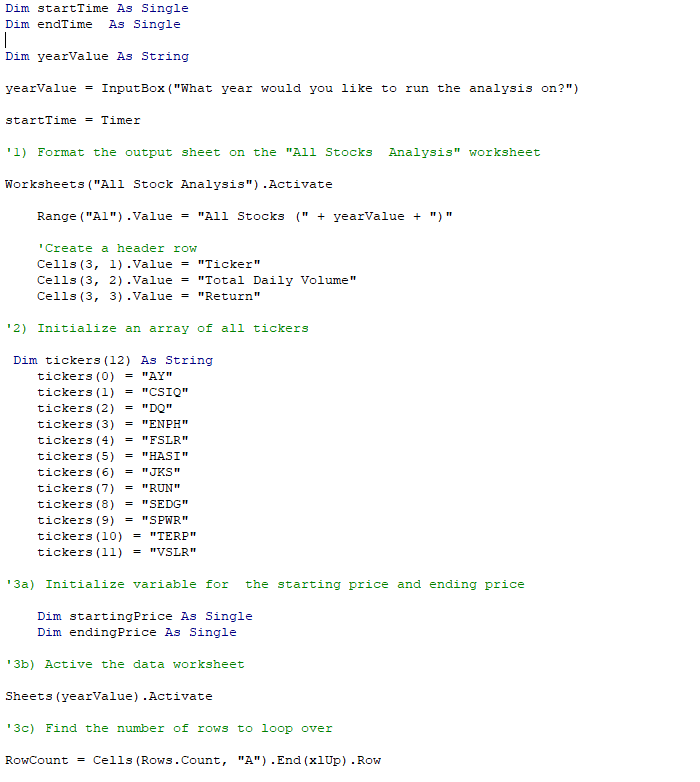 Dim startTime As Single
Dim endTime  As Single
Dim yearValue As String
yearValue = InputBox("What year would you like to run the analysis on?")
startTime = Timer
'1) Format the output sheet on the "All Stocks  Analysis" worksheet
Worksheets("All Stock Analysis").Activate
Range("A1").Value = "All Stocks (" + yearValue + ")"
'Create a header row
Cells(3, 1).Value = "Ticker"
Cells(3, 2).Value = "Total Daily Volume"
Cells(3, 3).Value = "Return"
'2) Initialize an array of all tickers
Dim tickers(12) As String
tickers(0) = "AY"
tickers(1) = "CSIQ"
tickers(2) = "DQ"
tickers(3) = "ENPH"
tickers(4) = "FSLR"
tickers(5) = "HASI"
tickers(6) = "JKS"
tickers(7) = "RUN"
tickers(8) = "SEDG"
tickers(9) = "SPWR"
tickers(10) = "TERP"
tickers(11) = "VSLR"
'3a) Initialize variable for  the starting price and ending price
Dim startingPrice As Single
Dim endingPrice As Single
'3b) Active the data worksheet
Sheets(yearValue).Activate
'3c) Find the number of rows to loop over
RowCount = Cells(Rows.Count, "A").End(xlUp).Row